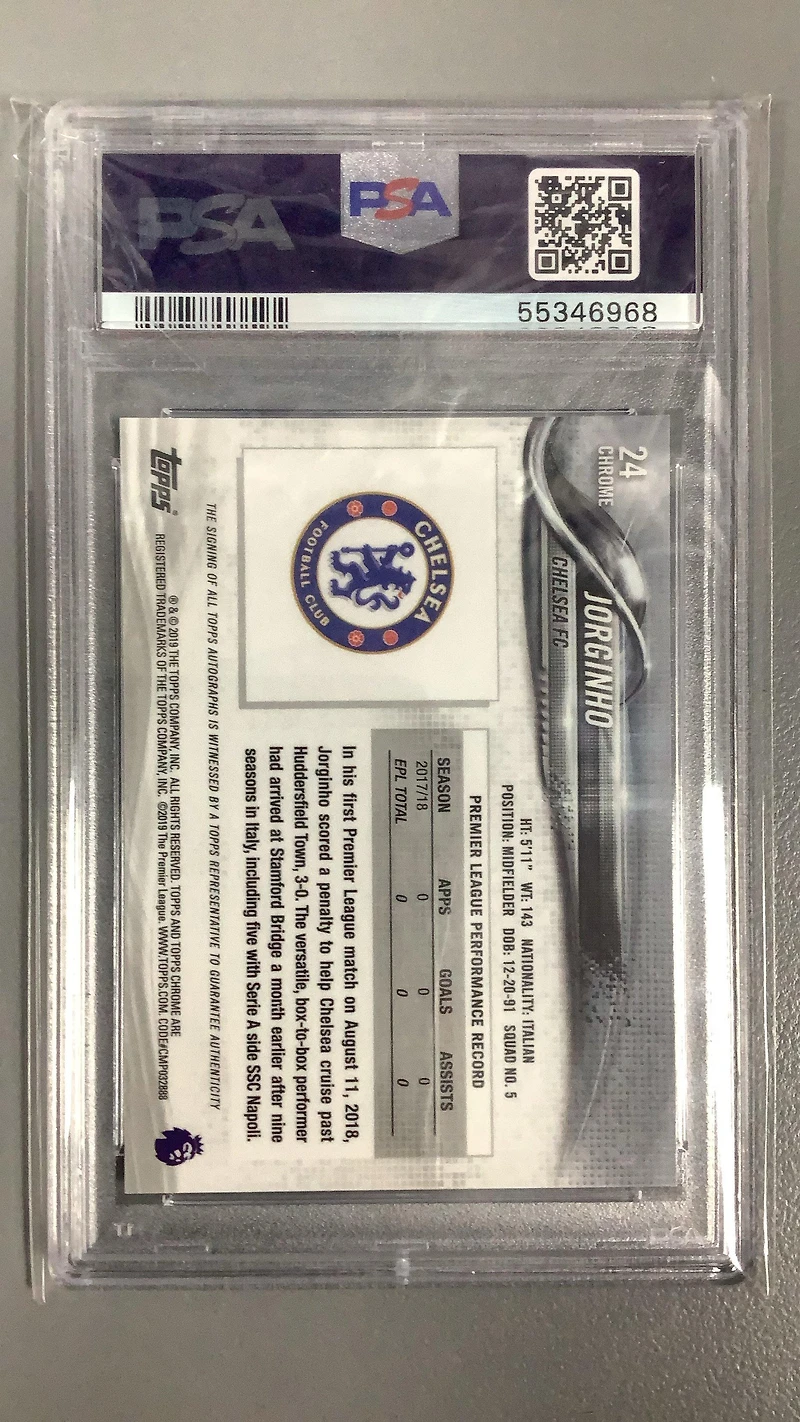 PSA
PSA
55346968
24
CHROME
JORGINHO
CHELSEA FC
HT: 5'11" WT: 143 NATIONALITY: ITALIAN
POSITION: MIDFIELDER DOB: 12-20-91 SQUAD NO. 5
PREMIER LEAGUE PERFORMANCE RECORD
SEASON APPS GOALS ASSISTS
2017/18 0 0 0
EPL TOTAL 0 0 0
CHELSEA
FOOTBALL CLUB
In his first Premier League match on August 11, 2018,
Jorginho scored a penalty to help Chelsea cruise past
Huddersfield Town, 3-0. The versatile, box-to-box performer
had arrived at Stamford Bridge a month earlier after nine
seasons in Italy, including five with Serie A side SSC Napoli.
THE SIGNING OF ALL TOPPS AUTOGRAPHS IS WITNESSED BY A TOPPS REPRESENTATIVE TO GUARANTEE AUTHENTICITY
topps®
® & © 2019 THE TOPPS COMPANY, INC. ALL RIGHTS RESERVED. TOPPS AND TOPPS CHROME ARE
REGISTERED TRADEMARKS OF THE TOPPS COMPANY, INC. ©2019 The Premier League. WWW.TOPPS.COM. CODE#CMP032888